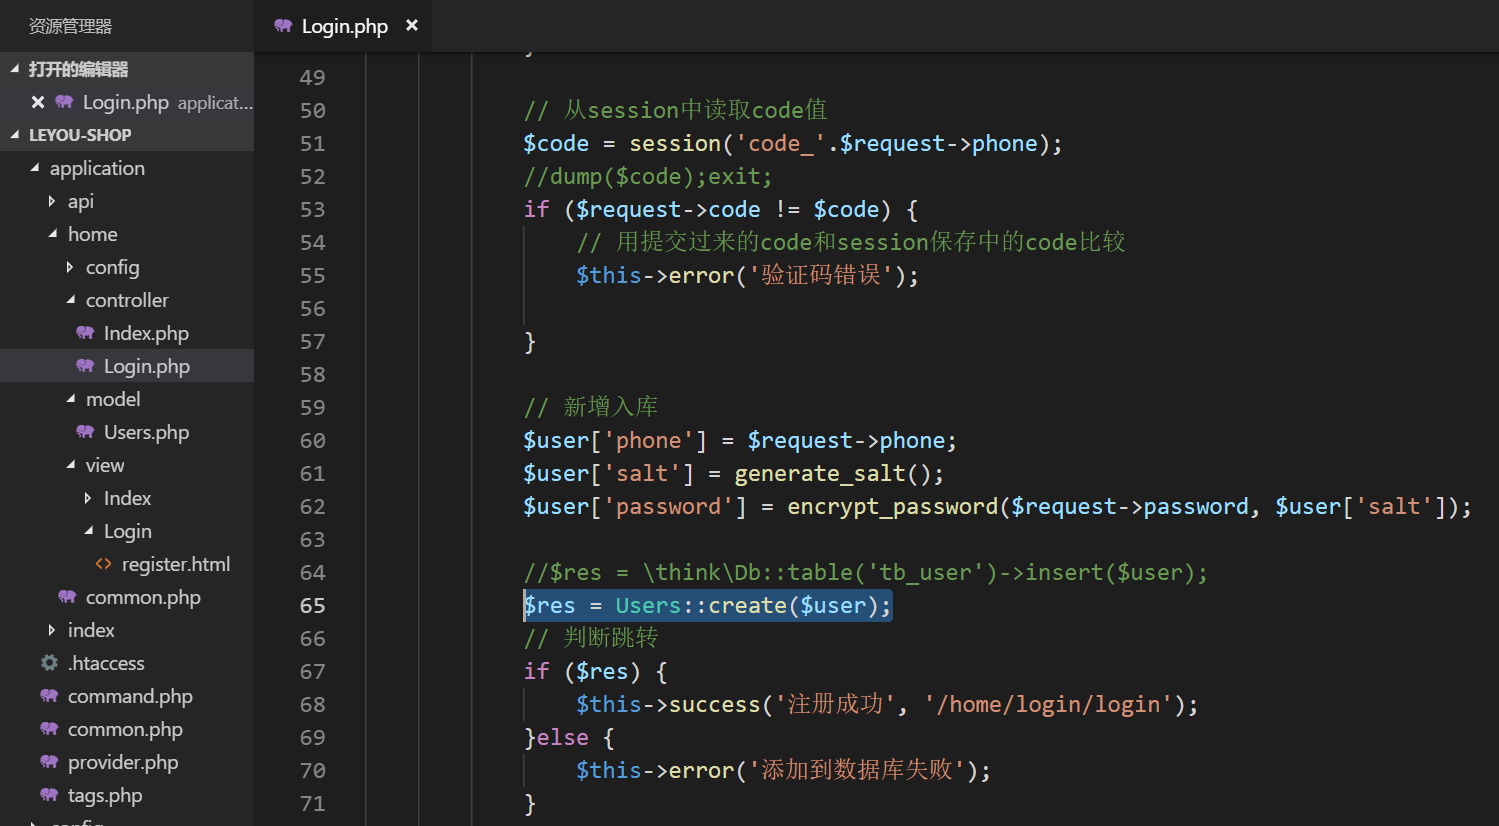 资源管理器
打开的编辑器
Login.php applicat...
LEYOU-SHOP
application
api
home
config
controller
Index.php
Login.php
model
Users.php
view
Index
Login
register.html
common.php
index
.htaccess
command.php
common.php
provider.php
tags.php
config
Login.php
49
50 // 从session中读取code值
51 $code = session('code_'.$request->phone);
52 //dump($code);exit;
53 if ($request->code != $code) {
54 // 用提交过来的code和session保存中的code比较
55 $this->error('验证码错误');
56
57 }
58
59 // 新增入库
60 $user['phone'] = $request->phone;
61 $user['salt'] = generate_salt();
62 $user['password'] = encrypt_password($request->password, $user['salt']);
63
64 //$res = \think\Db::table('tb_user')->insert($user);
65 $res = Users::create($user);
66 // 判断跳转
67 if ($res) {
68 $this->success('注册成功', '/home/login/login');
69 }else {
70 $this->error('添加到数据库失败');
71 }